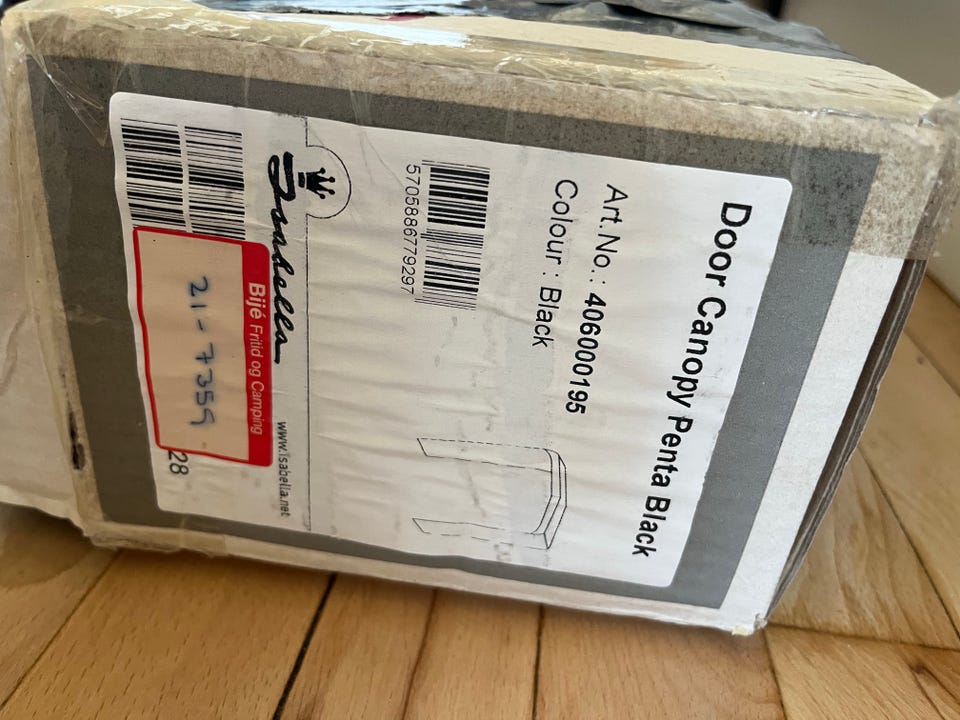 Door Canopy Penta Black
Art.No.: 406000195
Colour : Black
5705886779297
Isabella
www.isabella.net
Bijé Fritid og Camping
21-7359
28